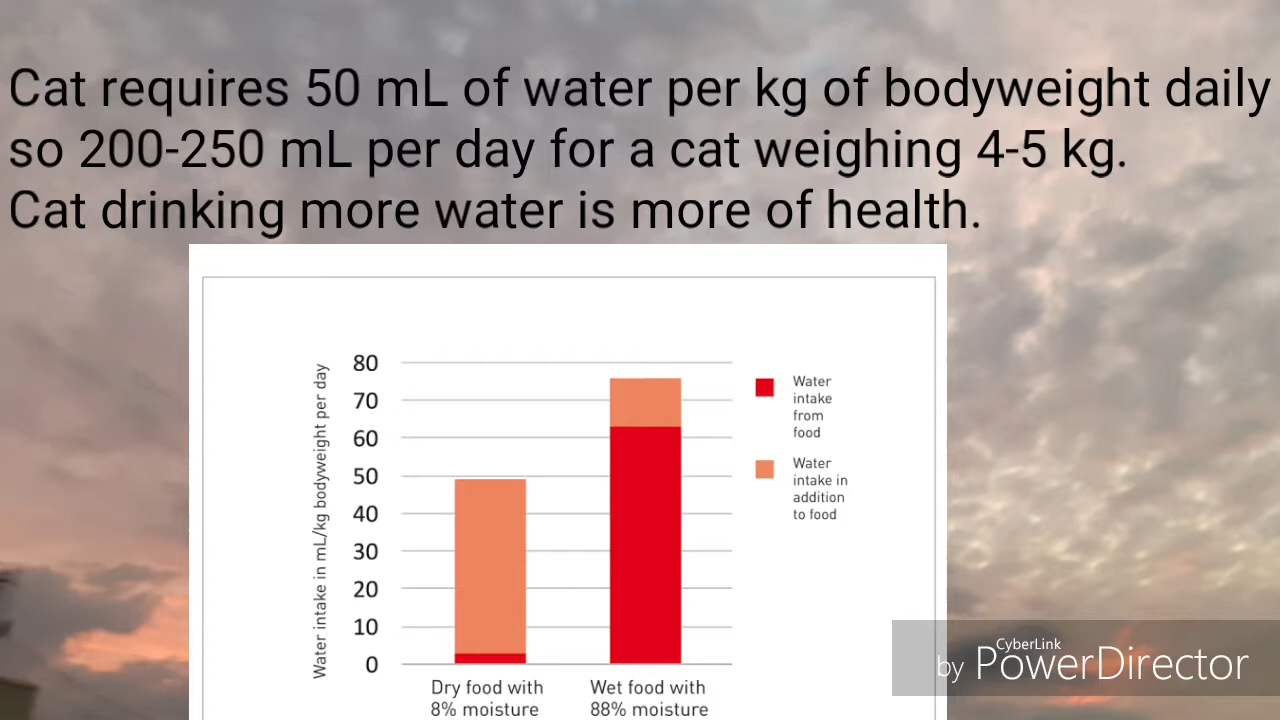 Cat requires 50 mL of water per kg of bodyweight daily
so 200-250 mL per day for a cat weighing 4-5 kg.
Cat drinking more water is more of health.
Water intake in mL/kg bodyweight per day
80
70
60
50
40
30
20
10
0
Water
intake
from
food
Water
intake in
addition
to food
Dry food with
8% moisture
Wet food with
88% moisture
CyberLink
by PowerDirector